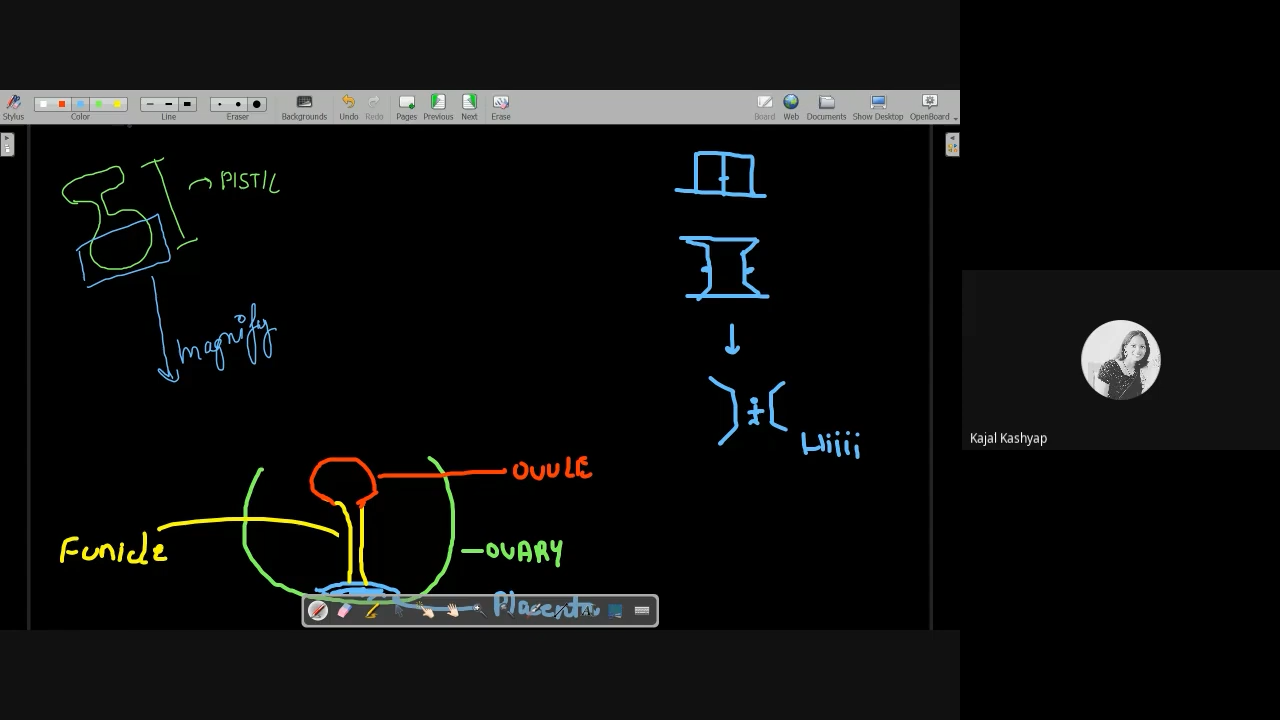 Stylus
Color
Line
Eraser
Backgrounds
Undo
Redo
Pages
Previous
Next
Erase
Board
Web
Documents
Show Desktop
OpenBoard
PISTIL
magnify
Hiiii
OVULE
Funicle
OVARY
Placenta
Kajal Kashyap